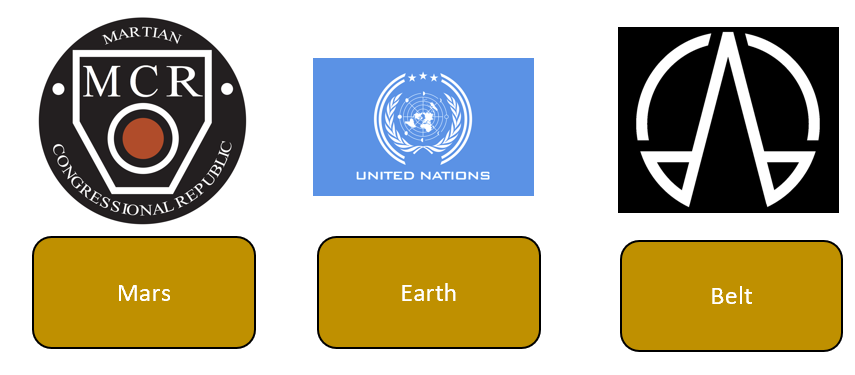 MARTIAN
MCR
CONGRESSIONAL REPUBLIC
UNITED NATIONS
Mars
Earth
Belt